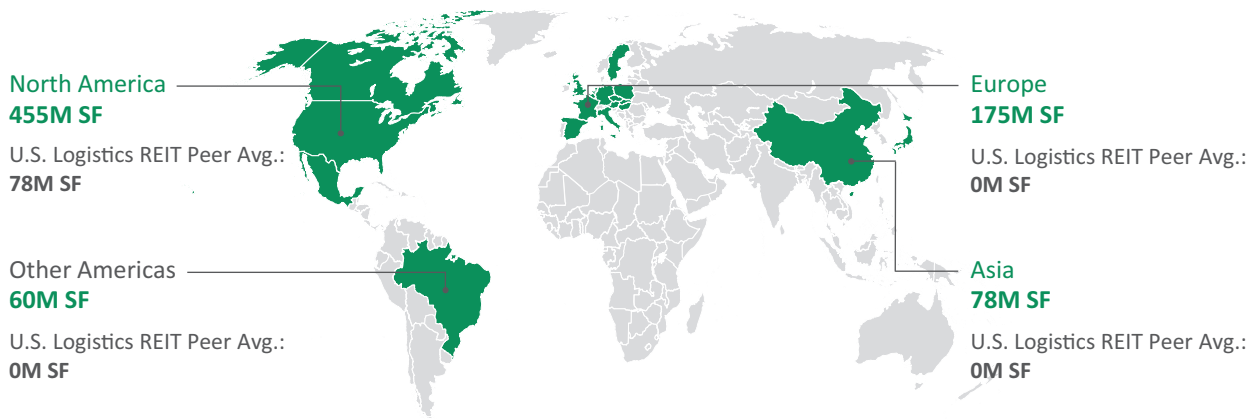 North America
455M SF
U.S. Logistics REIT Peer Avg.:
78M SF
Other Americas
60M SF
U.S. Logistics REIT Peer Avg.:
0M SF
Europe
175M SF
U.S. Logistics REIT Peer Avg.:
0M SF
Asia
78M SF
U.S. Logistics REIT Peer Avg.:
0M SF